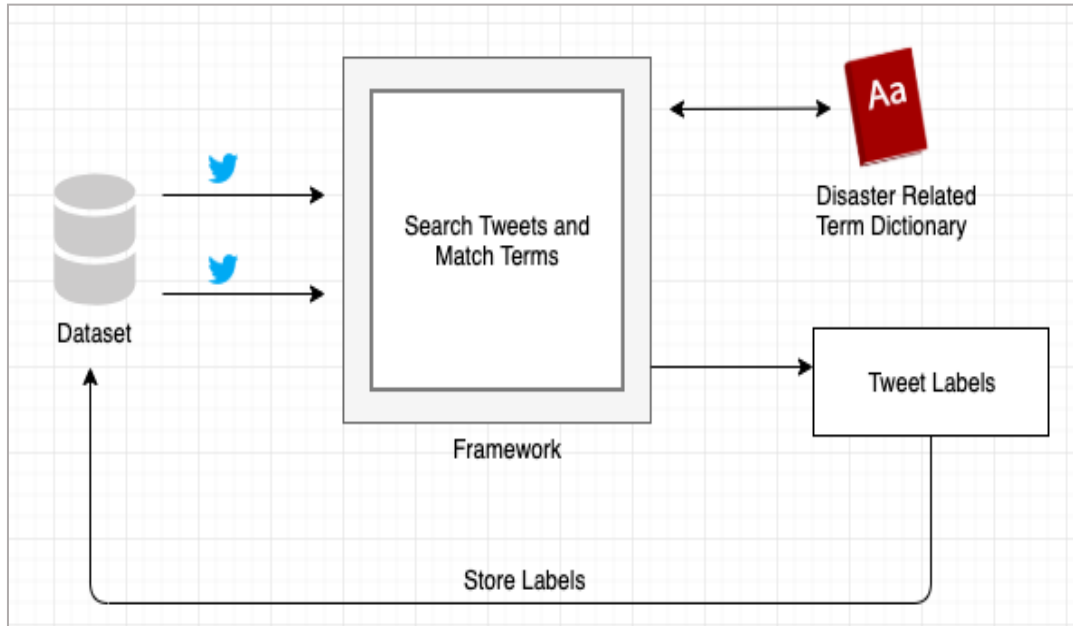 Aa
Disaster Related
Term Dictionary
Search Tweets and
Match Terms
Dataset
Tweet Labels
Framework
Store Labels